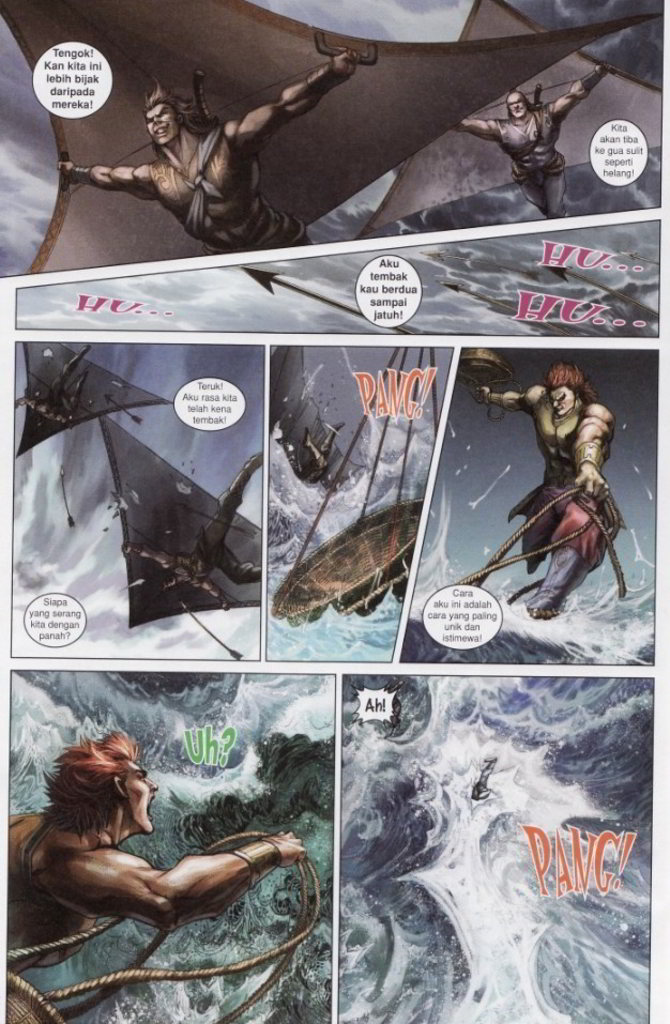 Tengok!
Kan kita ini
lebih bijak
daripada
mereka!
Kita
akan tiba
ke gua sulit
seperti
helang!
HU...
Aku
tembak
kau berdua
sampai
jatuh!
HU...
HU...
Teruk!
Aku rasa kita
telah kena
tembak!
Siapa
yang serang
kita dengan
panah?
PANG!
Cara
aku ini adalah
cara yang paling
unik dan
istimewa!
Uh?
Ah!
PANG!